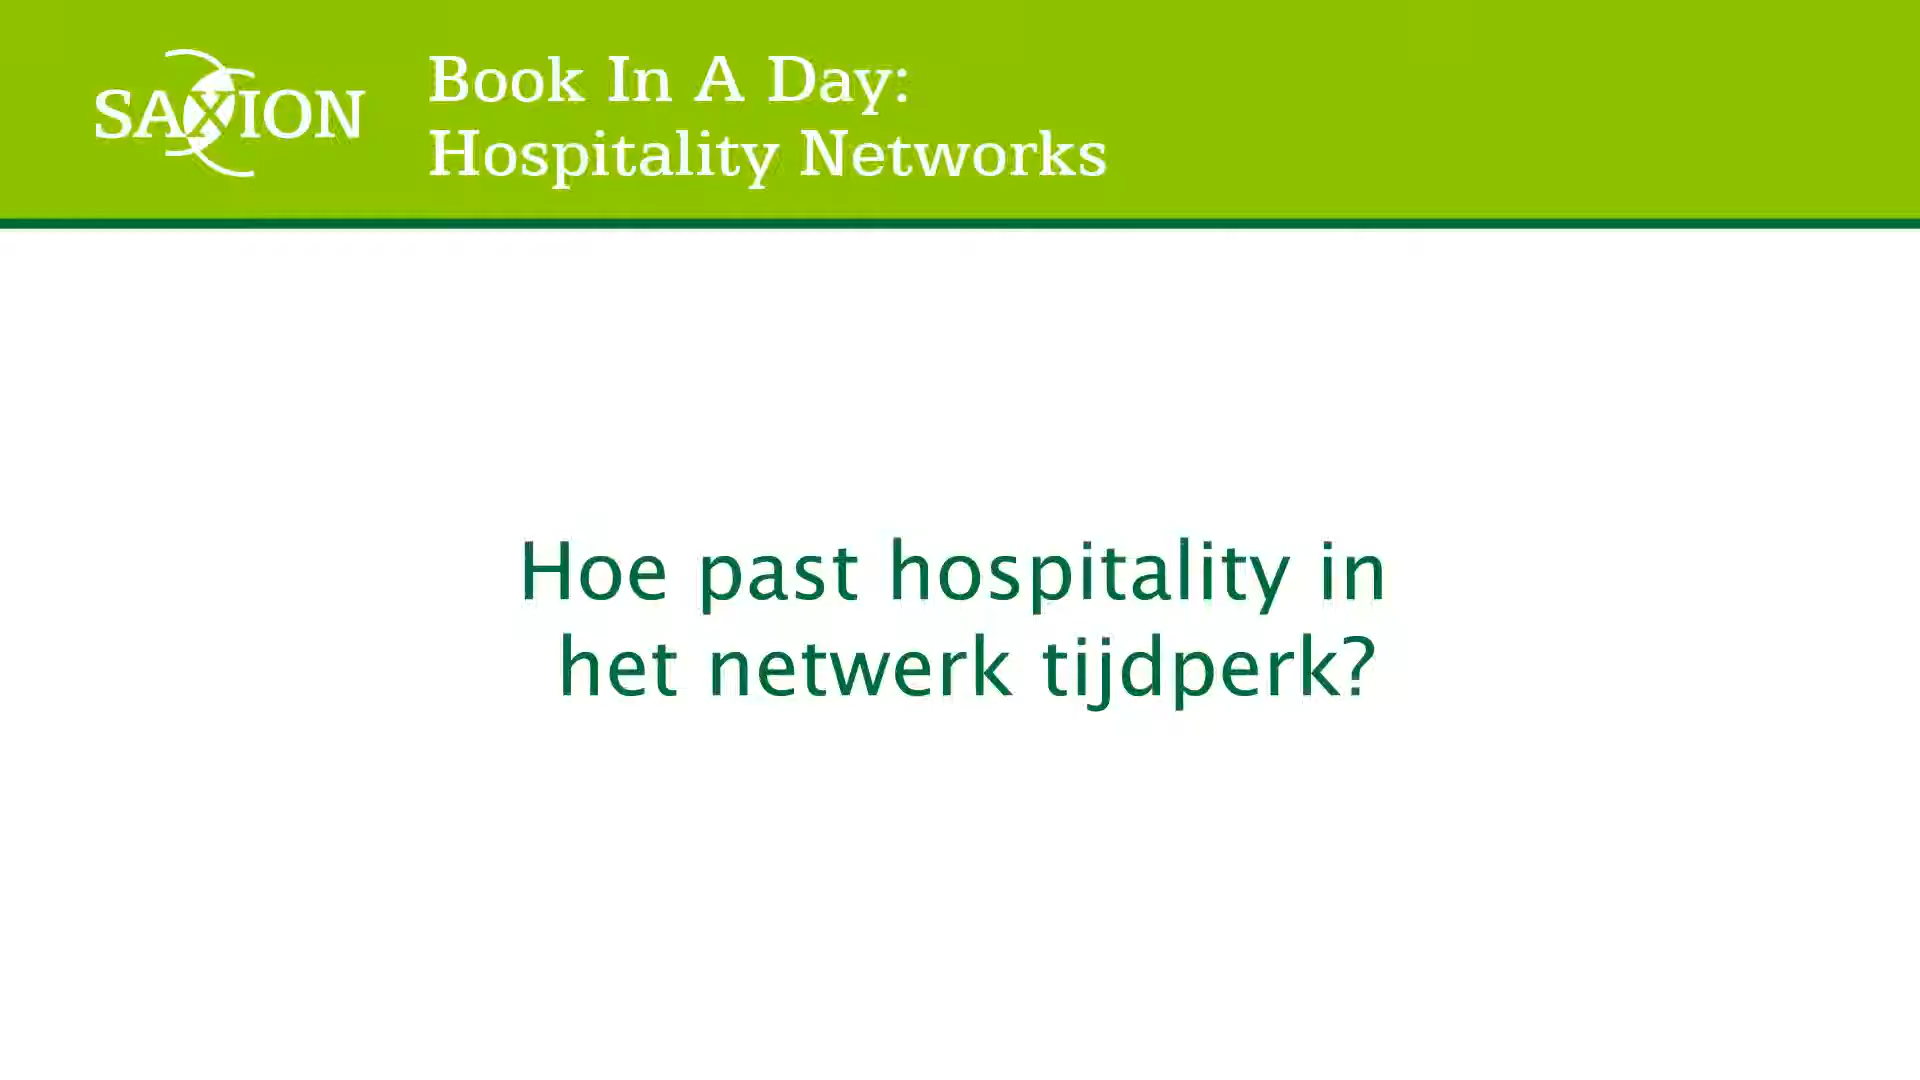 SAXION
Book In A Day:
Hospitality Networks
Hoe past hospitality in
het netwerk tijdperk?